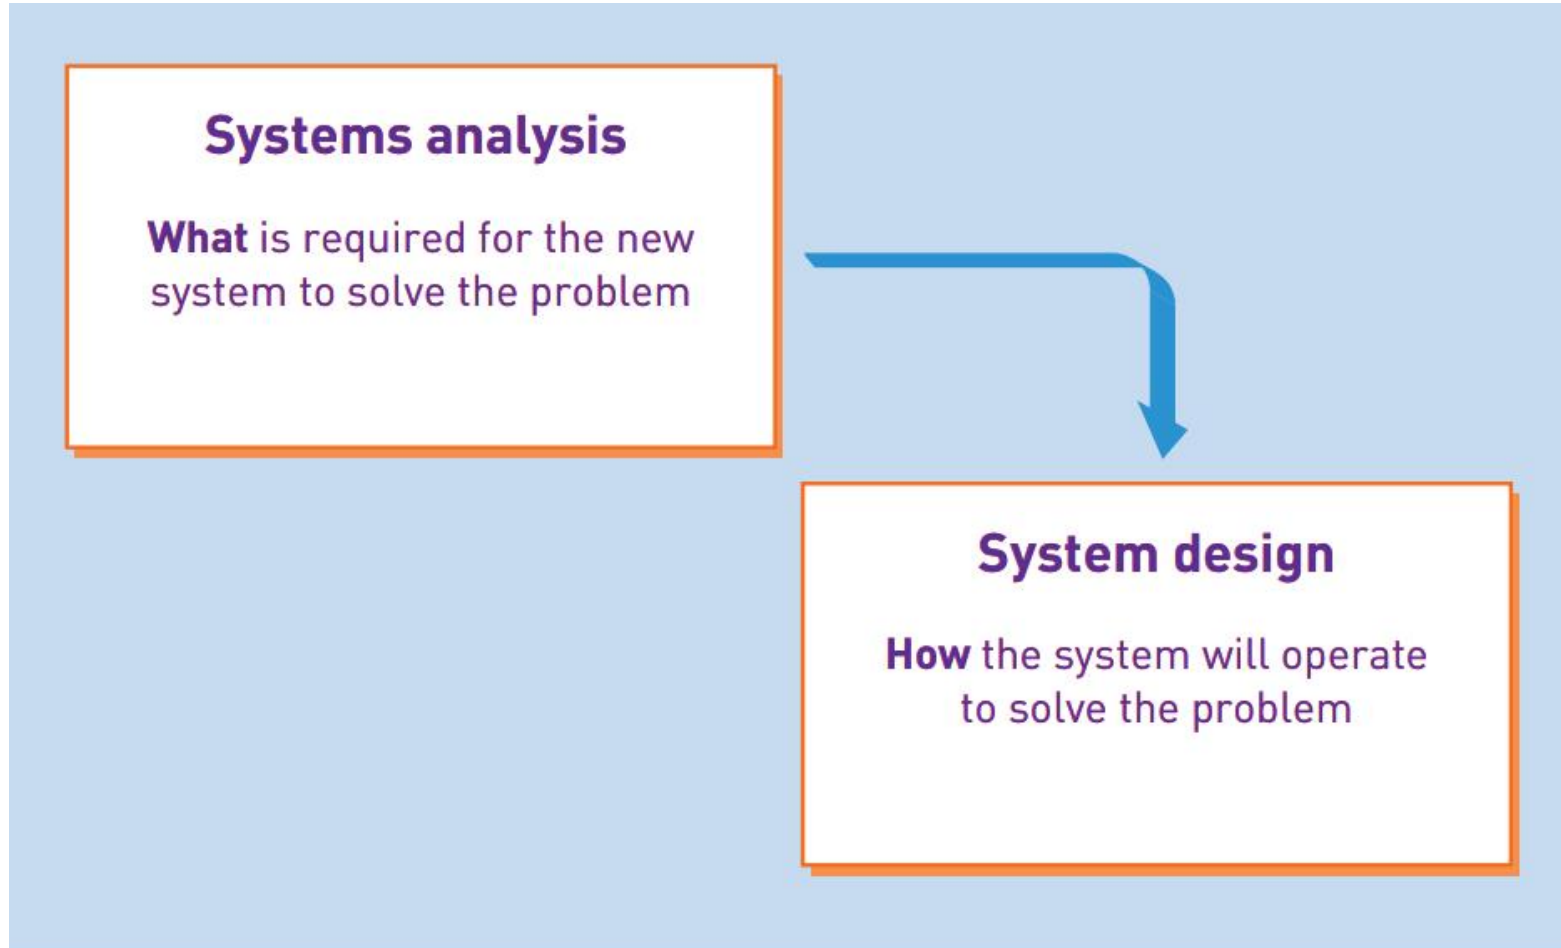 Systems analysis
What is required for the new
system to solve the problem
System design
How the system will operate
to solve the problem